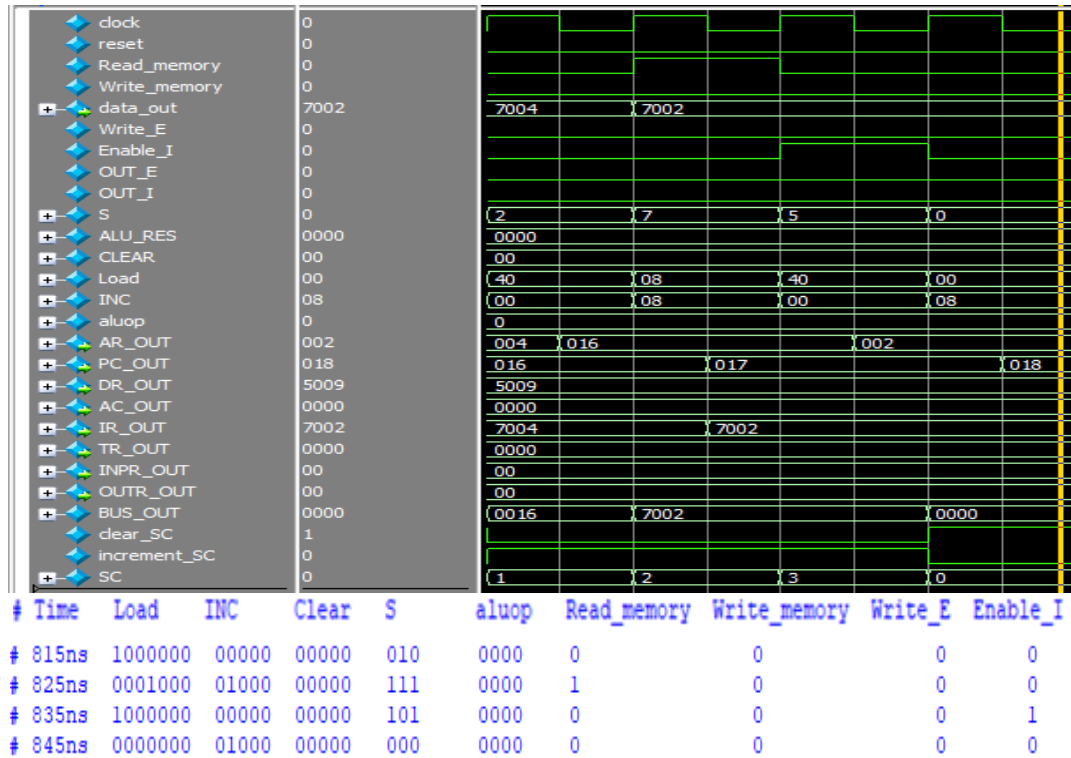 clock 0
reset 0
Read_memory 0
Write_memory 0
data_out 7002 7004 7002
Write_E 0
Enable_I 0
OUT_E 0
OUT_I 0
S 0 2 7 5 0
ALU_RES 0000 0000
CLEAR 00 00
Load 00 40 08 40 00
INC 08 00 08 00 08
aluop 0 0
AR_OUT 002 004 016 002
PC_OUT 018 016 017 018
DR_OUT 5009 5009
AC_OUT 0000 0000
IR_OUT 7002 7004 7002
TR_OUT 0000 0000
INPR_OUT 00 00
OUTR_OUT 00 00
BUS_OUT 0000 0016 7002 0000
clear_SC 1
increment_SC 0
SC 0 1 2 3 0
# Time Load INC Clear S aluop Read_memory Write_memory Write_E Enable_I
# 815ns 1000000 00000 00000 010 0000 0 0 0 0
# 825ns 0001000 01000 00000 111 0000 1 0 0 0
# 835ns 1000000 00000 00000 101 0000 0 0 0 1
# 845ns 0000000 01000 00000 000 0000 0 0 0 0